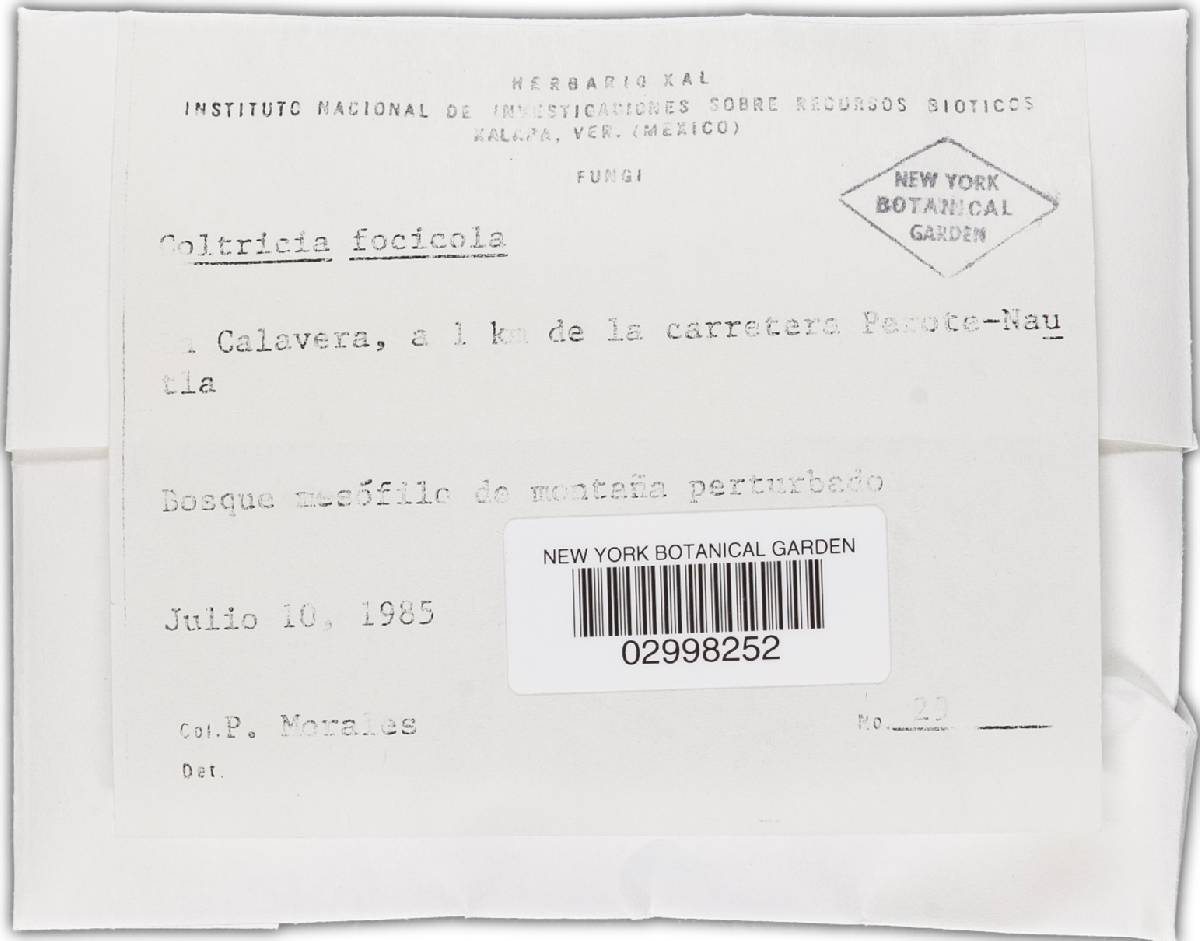 HERBARIO XAL
INSTITUTO NACIONAL DE INVESTIGACIONES SOBRE RECURSOS BIOTICOS
XALAPA, VER. (MEXICO)
FUNGI
NEW YORK
BOTANICAL
GARDEN
Coltricia focicola
Calavera, a 1 km de la carretera Perote-Nau
tla
Bosque mesófilo de montaña perturbado
NEW YORK BOTANICAL GARDEN
02998252
Julio 10, 1985
Col. P. Morales
No.
Det.